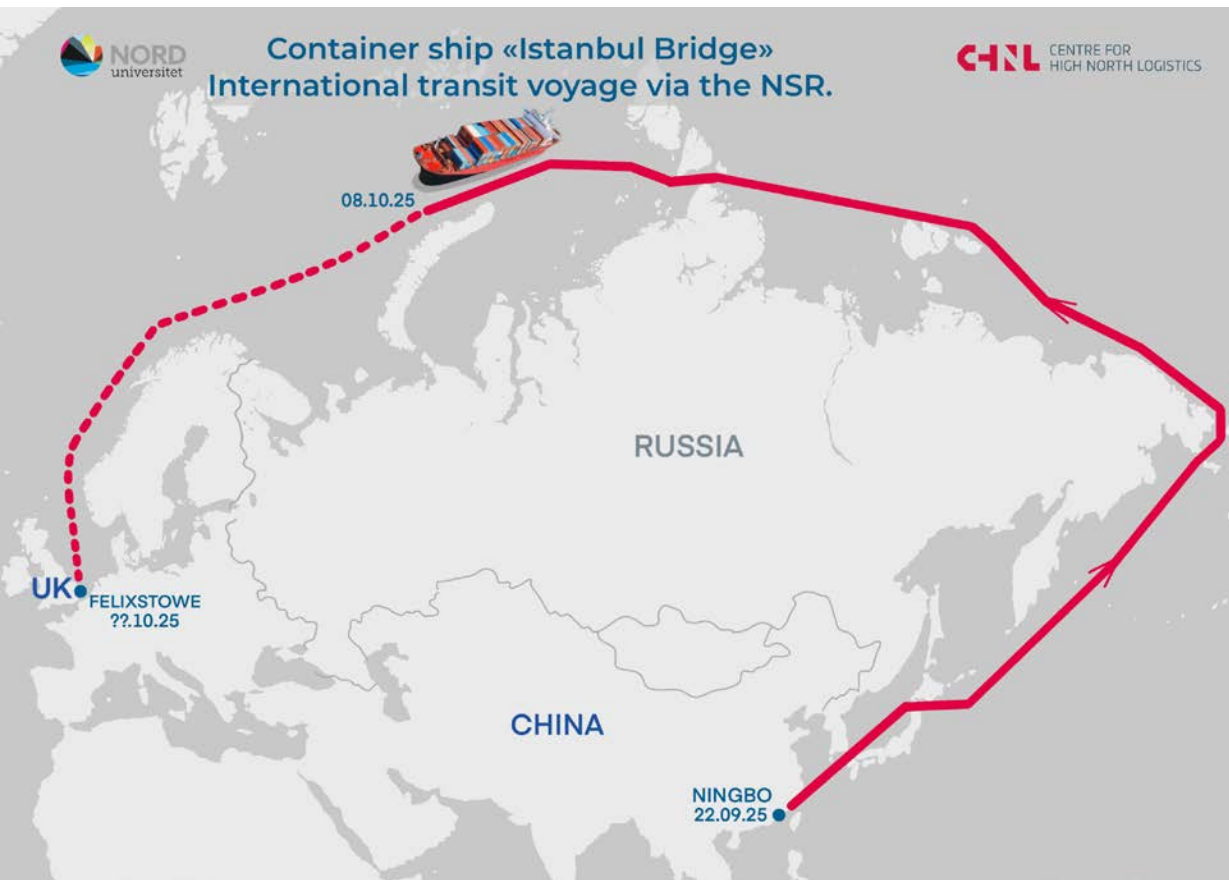 NORD
universitet
Container ship «Istanbul Bridge»
International transit voyage via the NSR.
CHNL
CENTRE FOR
HIGH NORTH LOGISTICS
08.10.25
RUSSIA
UK
FELIXSTOWE
??.10.25
CHINA
NINGBO
22.09.25